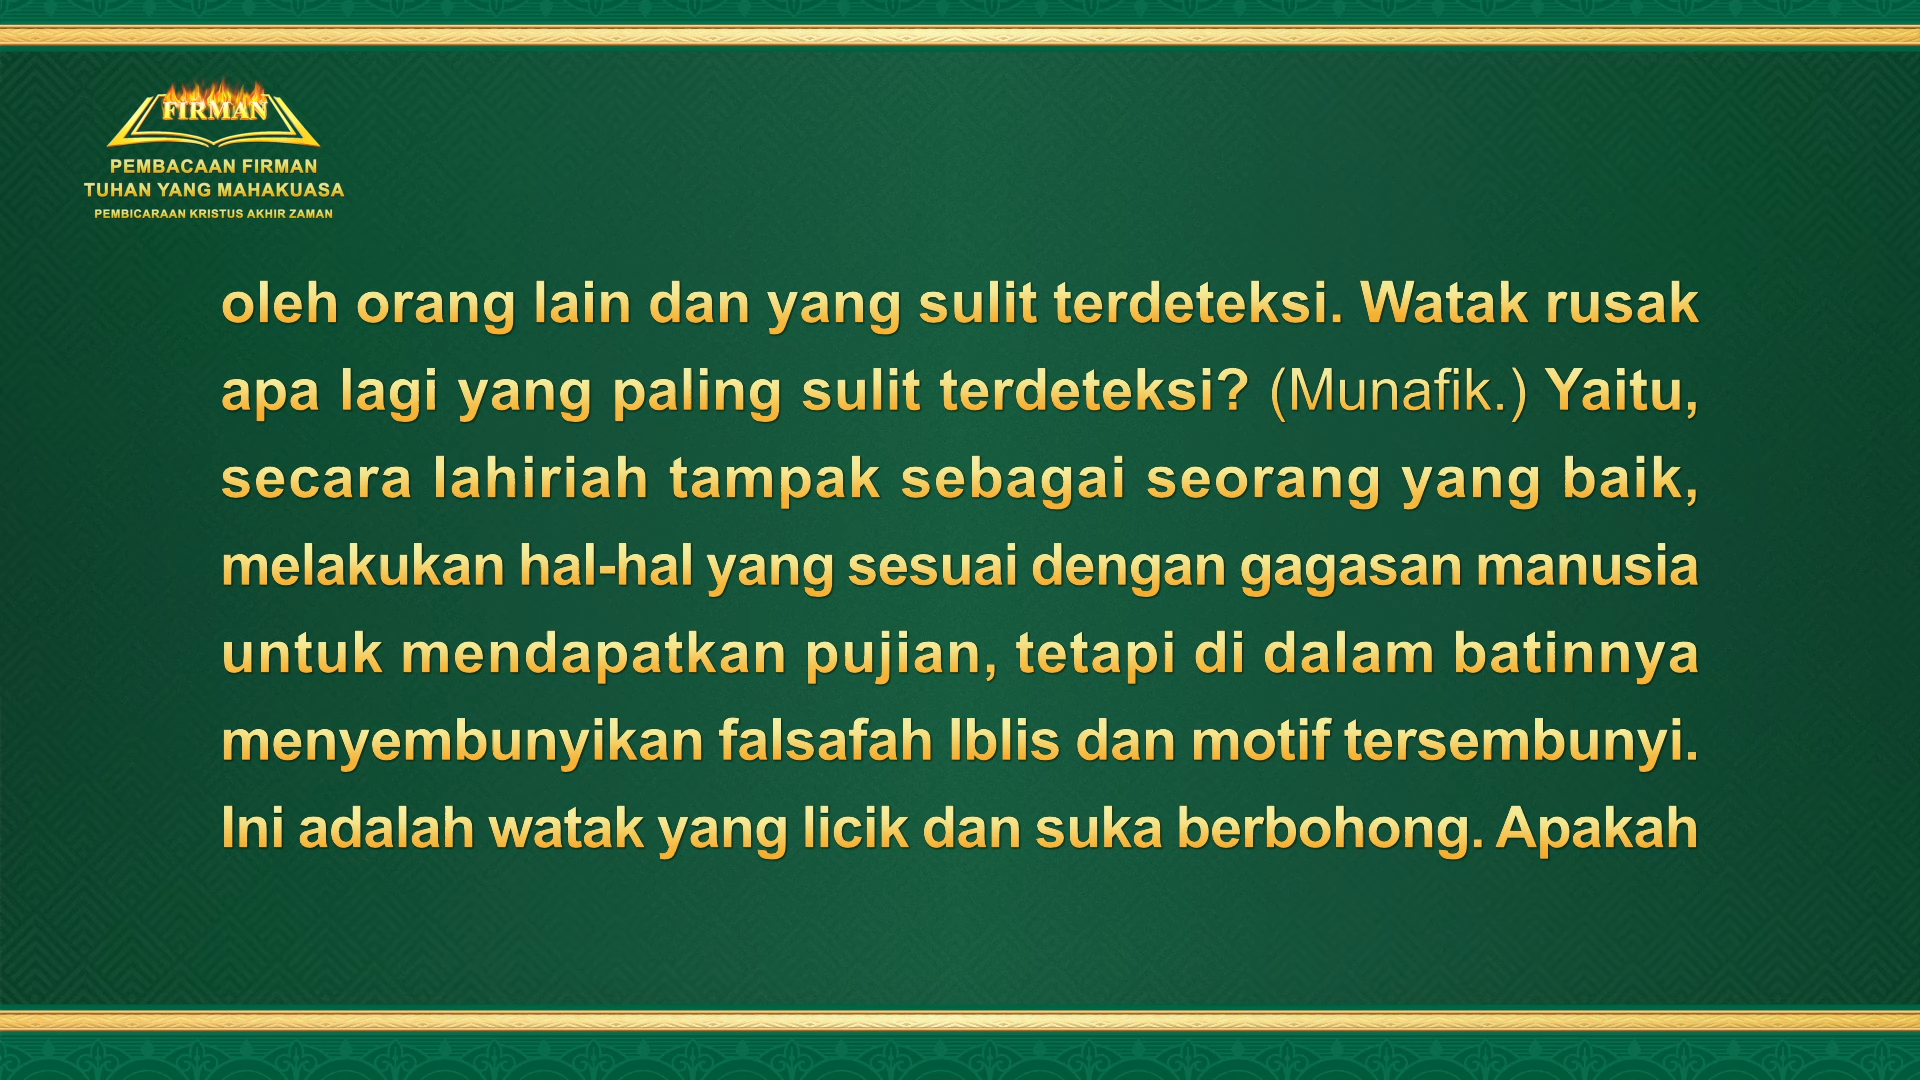 FIRMAN
PEMBACAAN FIRMAN
TUHAN YANG MAHAKUASA
PEMBICARAAN KRISTUS AKHIR ZAMAN
oleh orang lain dan yang sulit terdeteksi. Watak rusak
apa lagi yang paling sulit terdeteksi? (Munafik.) Yaitu,
secara lahiriah tampak sebagai seorang yang baik,
melakukan hal-hal yang sesuai dengan gagasan manusia
untuk mendapatkan pujian, tetapi di dalam batinnya
menyembunyikan falsafah Iblis dan motif tersembunyi.
Ini adalah watak yang licik dan suka berbohong. Apakah